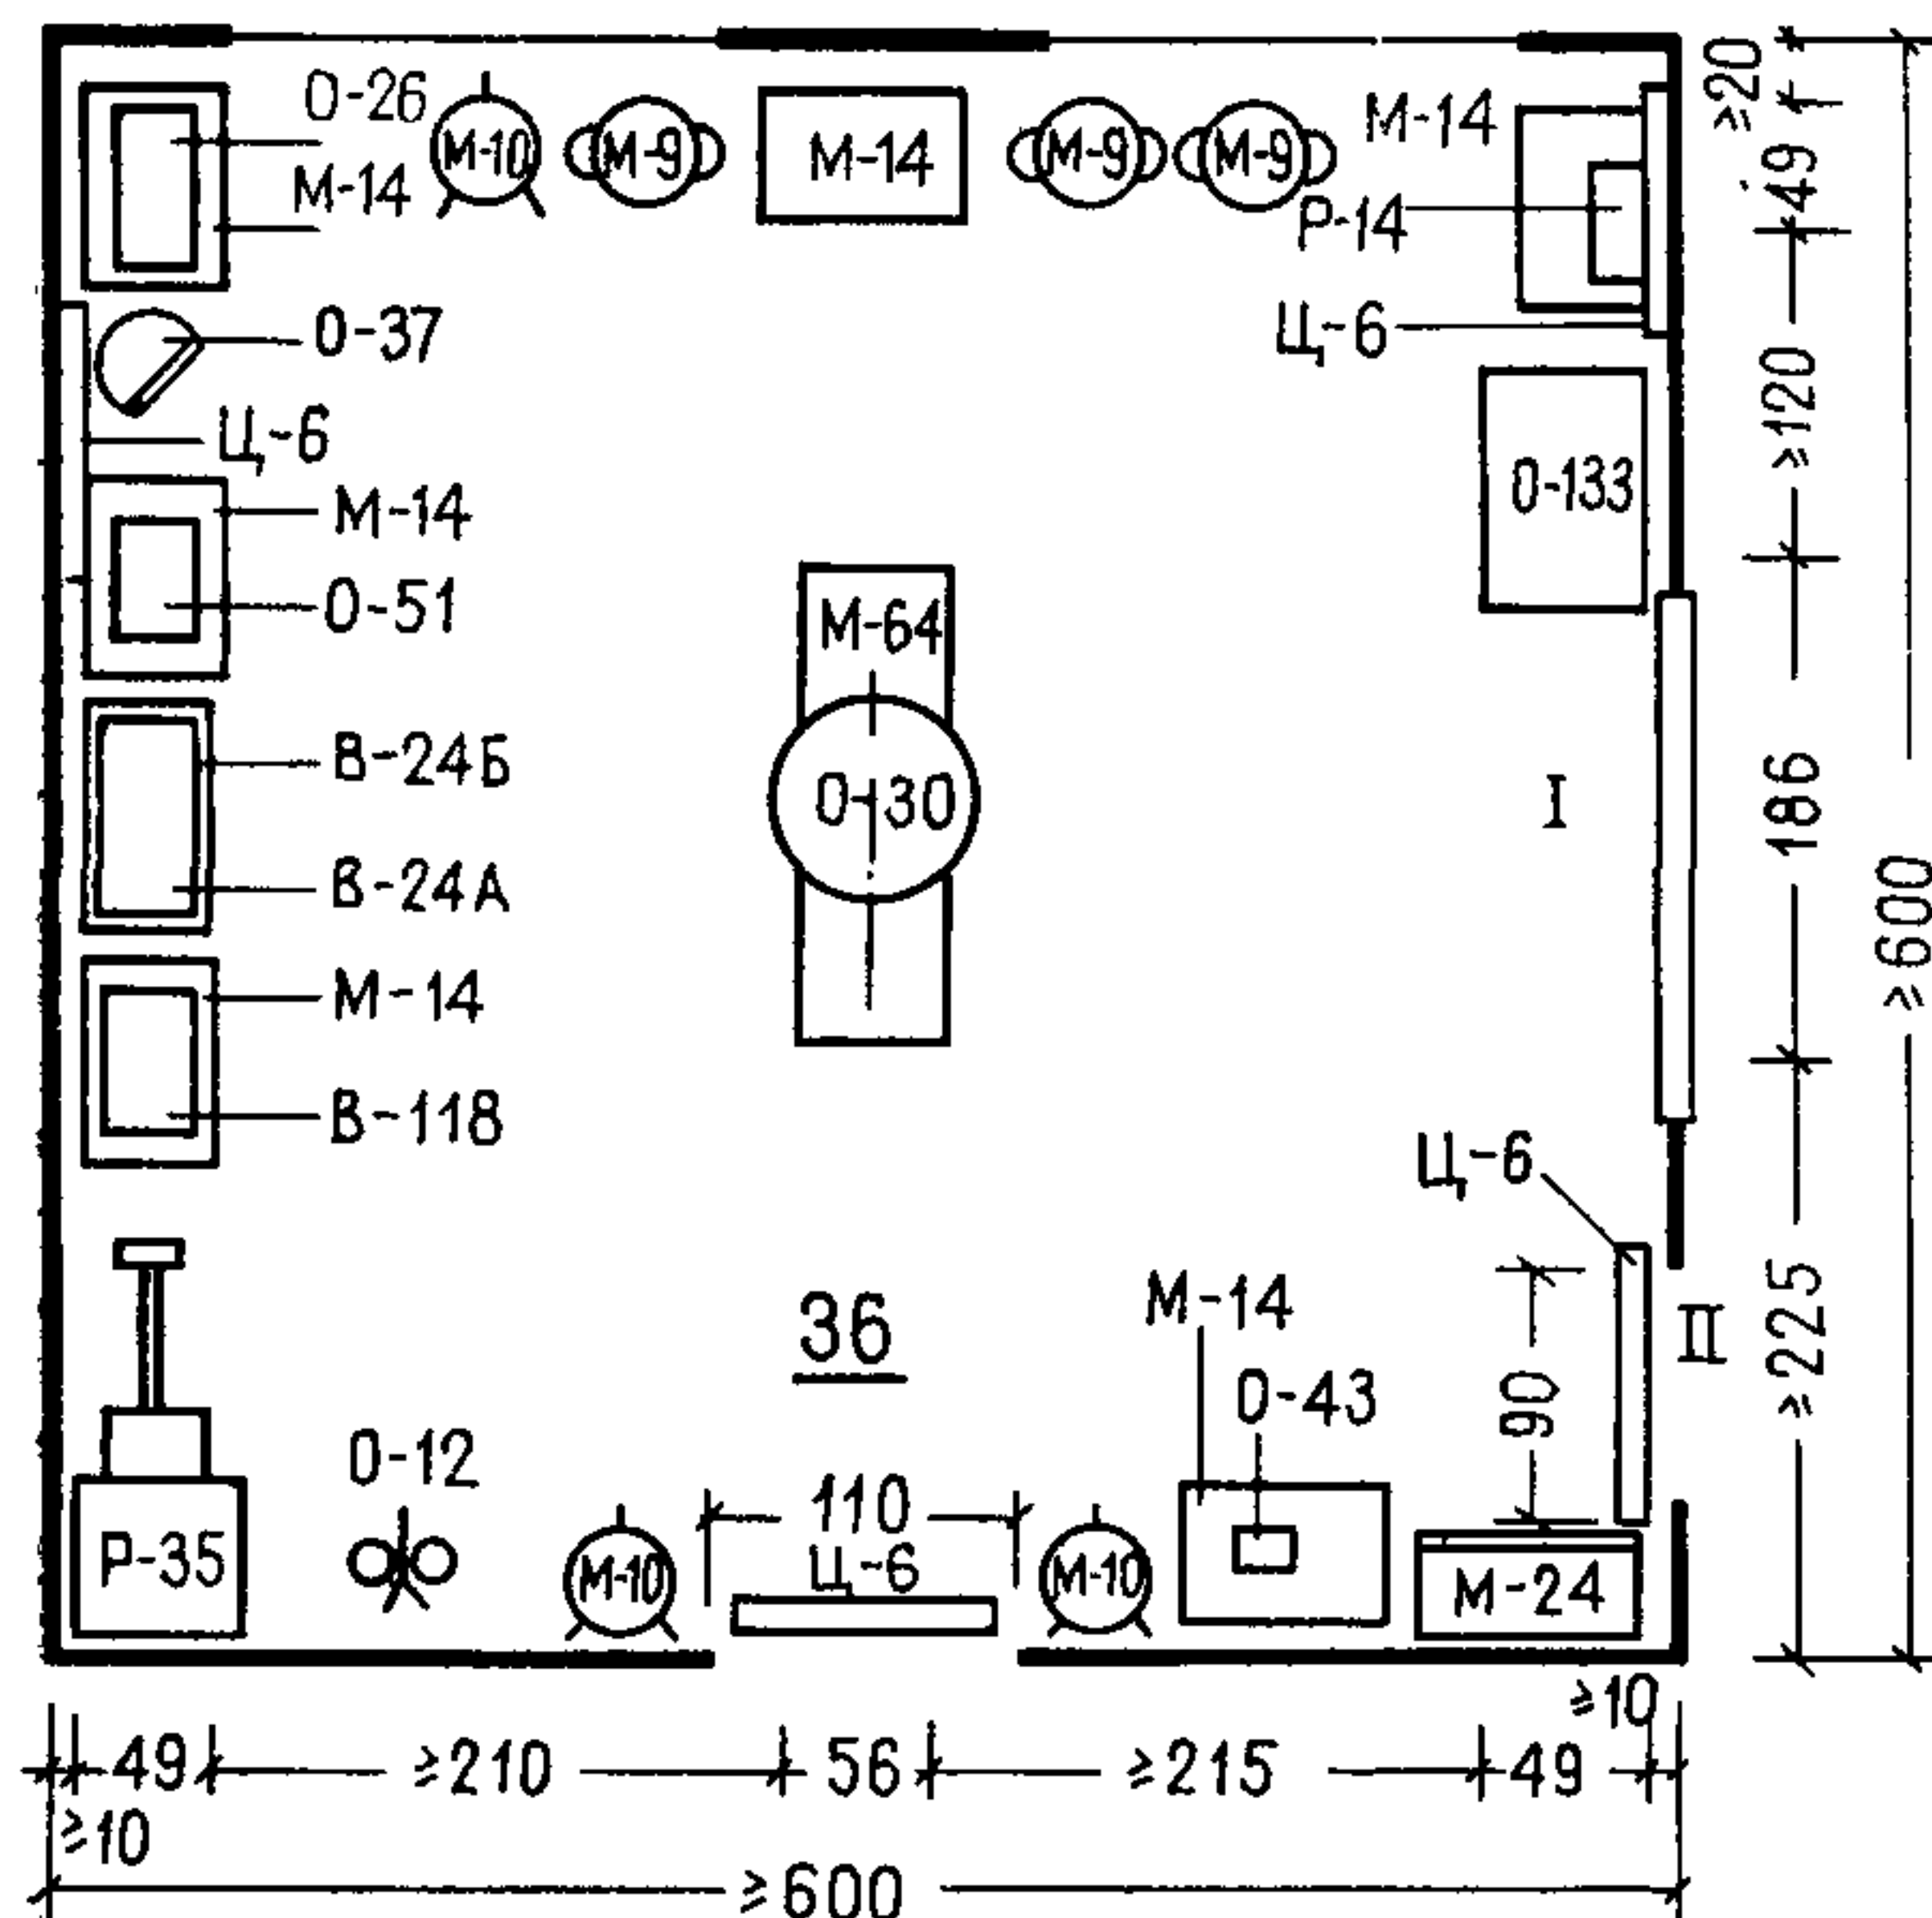 О-26
М-14
М-10
М-9
М-14
М-9
М-9
М-14
Р-14
Ц-6
О-37
Ц-6
М-14
О-51
О-133
М-64
О-30
В-24Б
В-24А
М-14
В-118
I
Ц-6
II
36
М-14
О-43
90
О-12
110
Ц-6
Р-35
М-10
М-10
М-24
≥20
49
≥120
186
≥225
≥600
≥10
49
≥210
56
≥215
49
≥10
≥600